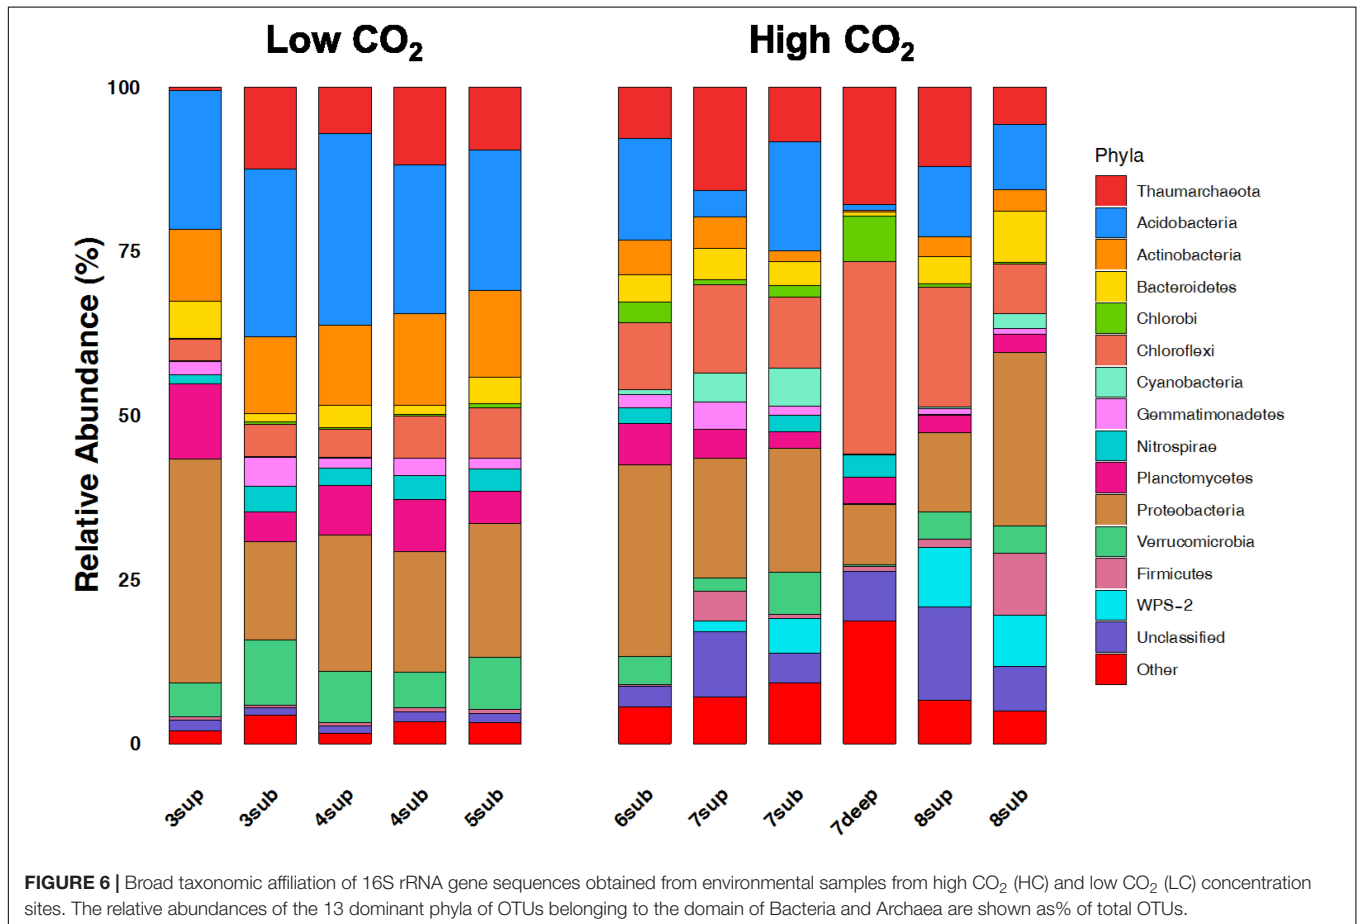 Low CO₂ High CO₂
100
75
50
25
0
Relative Abundance (%)
3sup 3sub 4sup 4sub 5sub 6sub 7sup 7sub 7deep 8sup 8sub
Phyla
Thaumarchaeota
Acidobacteria
Actinobacteria
Bacteroidetes
Chlorobi
Chloroflexi
Cyanobacteria
Gemmatimonadetes
Nitrospirae
Planctomycetes
Proteobacteria
Verrucomicrobia
Firmicutes
WPS-2
Unclassified
Other
FIGURE 6 | Broad taxonomic affiliation of 16S rRNA gene sequences obtained from environmental samples from high CO₂ (HC) and low CO₂ (LC) concentration
sites. The relative abundances of the 13 dominant phyla of OTUs belonging to the domain of Bacteria and Archaea are shown as% of total OTUs.